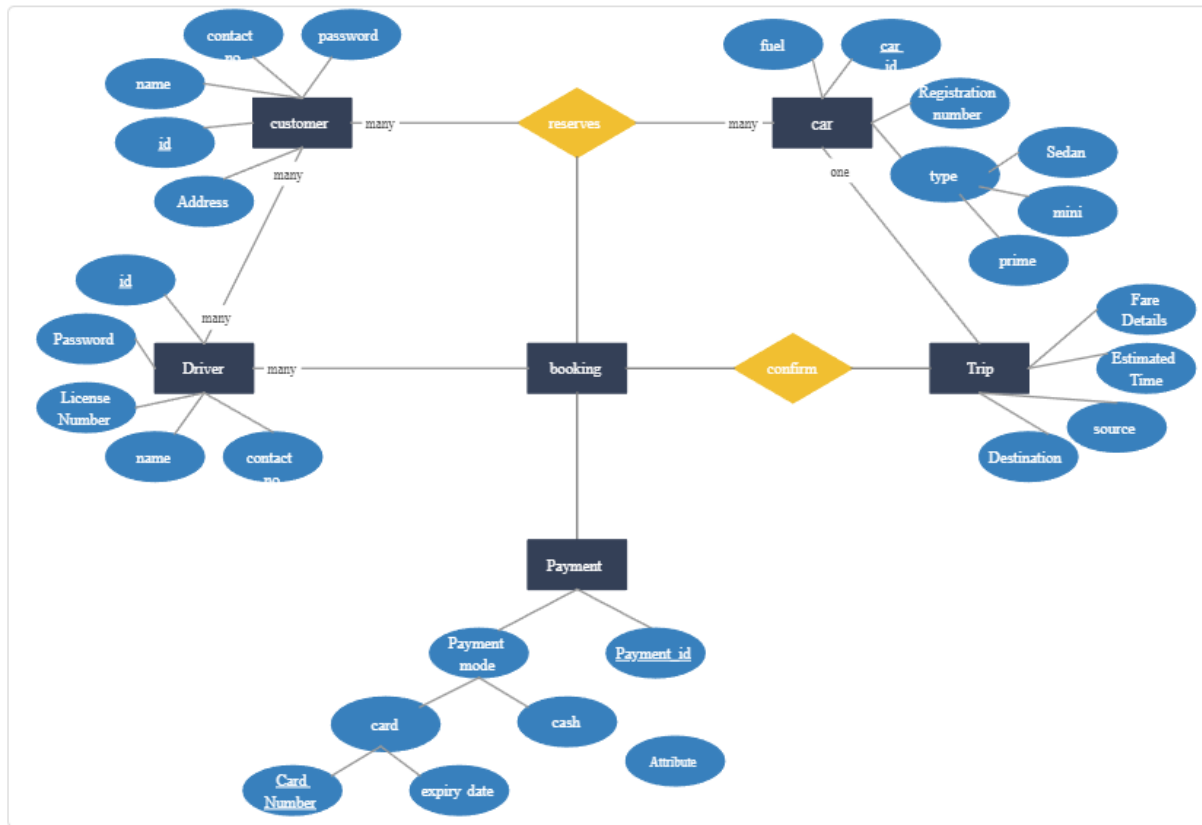 contact
no
password
name
customer
id
Address
many
reserves
many
fuel
car
id
Registration
number
car
type
Sedan
mini
prime
one
many
id
many
Password
Driver
License
Number
name
contact
no
many
booking
confirm
Trip
Fare
Details
Estimated
Time
source
Destination
Payment
Payment
mode
Payment_id
card
cash
Card
Number
expiry date
Attribute